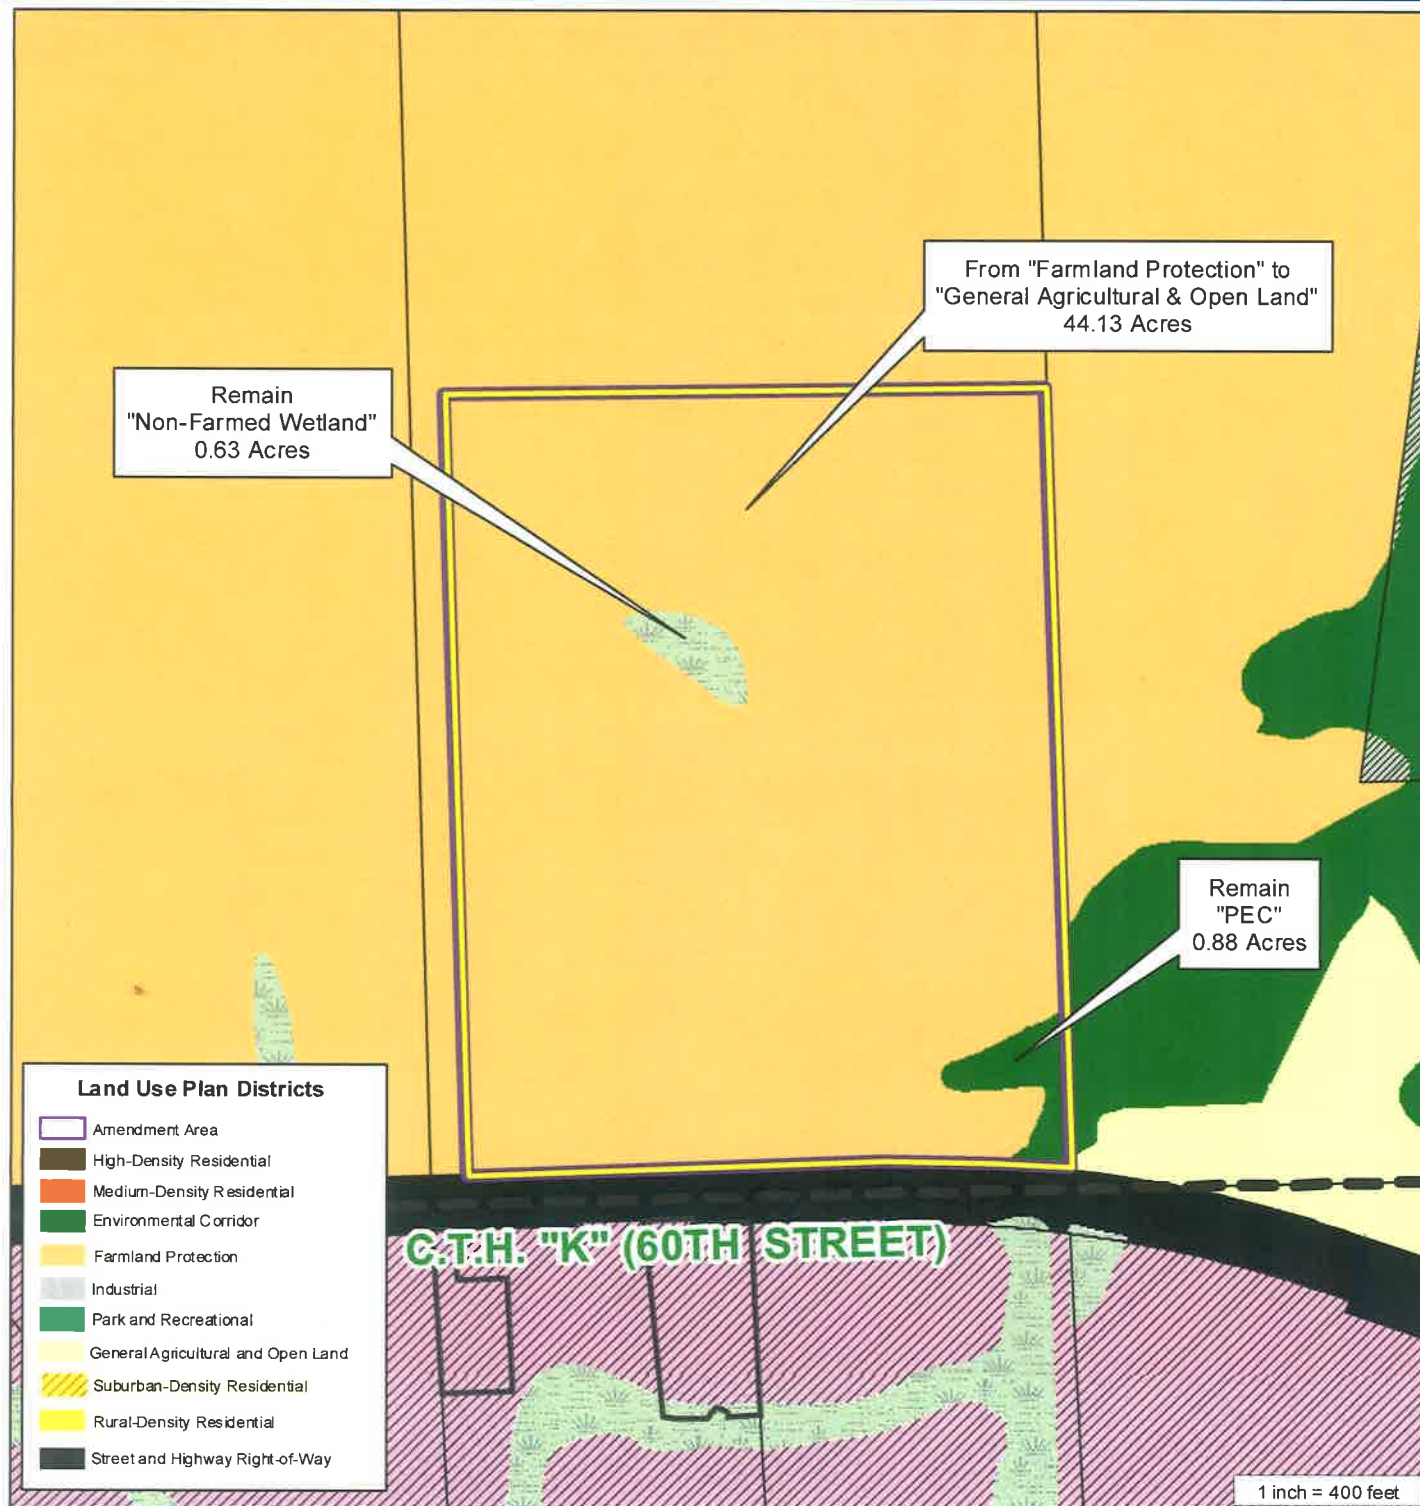 From "Farmland Protection" to
"General Agricultural & Open Land"
44.13 Acres
Remain
"Non-Farmed Wetland"
0.63 Acres
Remain
"PEC"
0.88 Acres
Land Use Plan Districts
Amendment Area
High-Density Residential
Medium-Density Residential
Environmental Corridor
Farmland Protection
Industrial
Park and Recreational
General Agricultural and Open Land
Suburban-Density Residential
Rural-Density Residential
Street and Highway Right-of-Way
C.T.H. "K" (60TH STREET)
1 inch = 400 feet